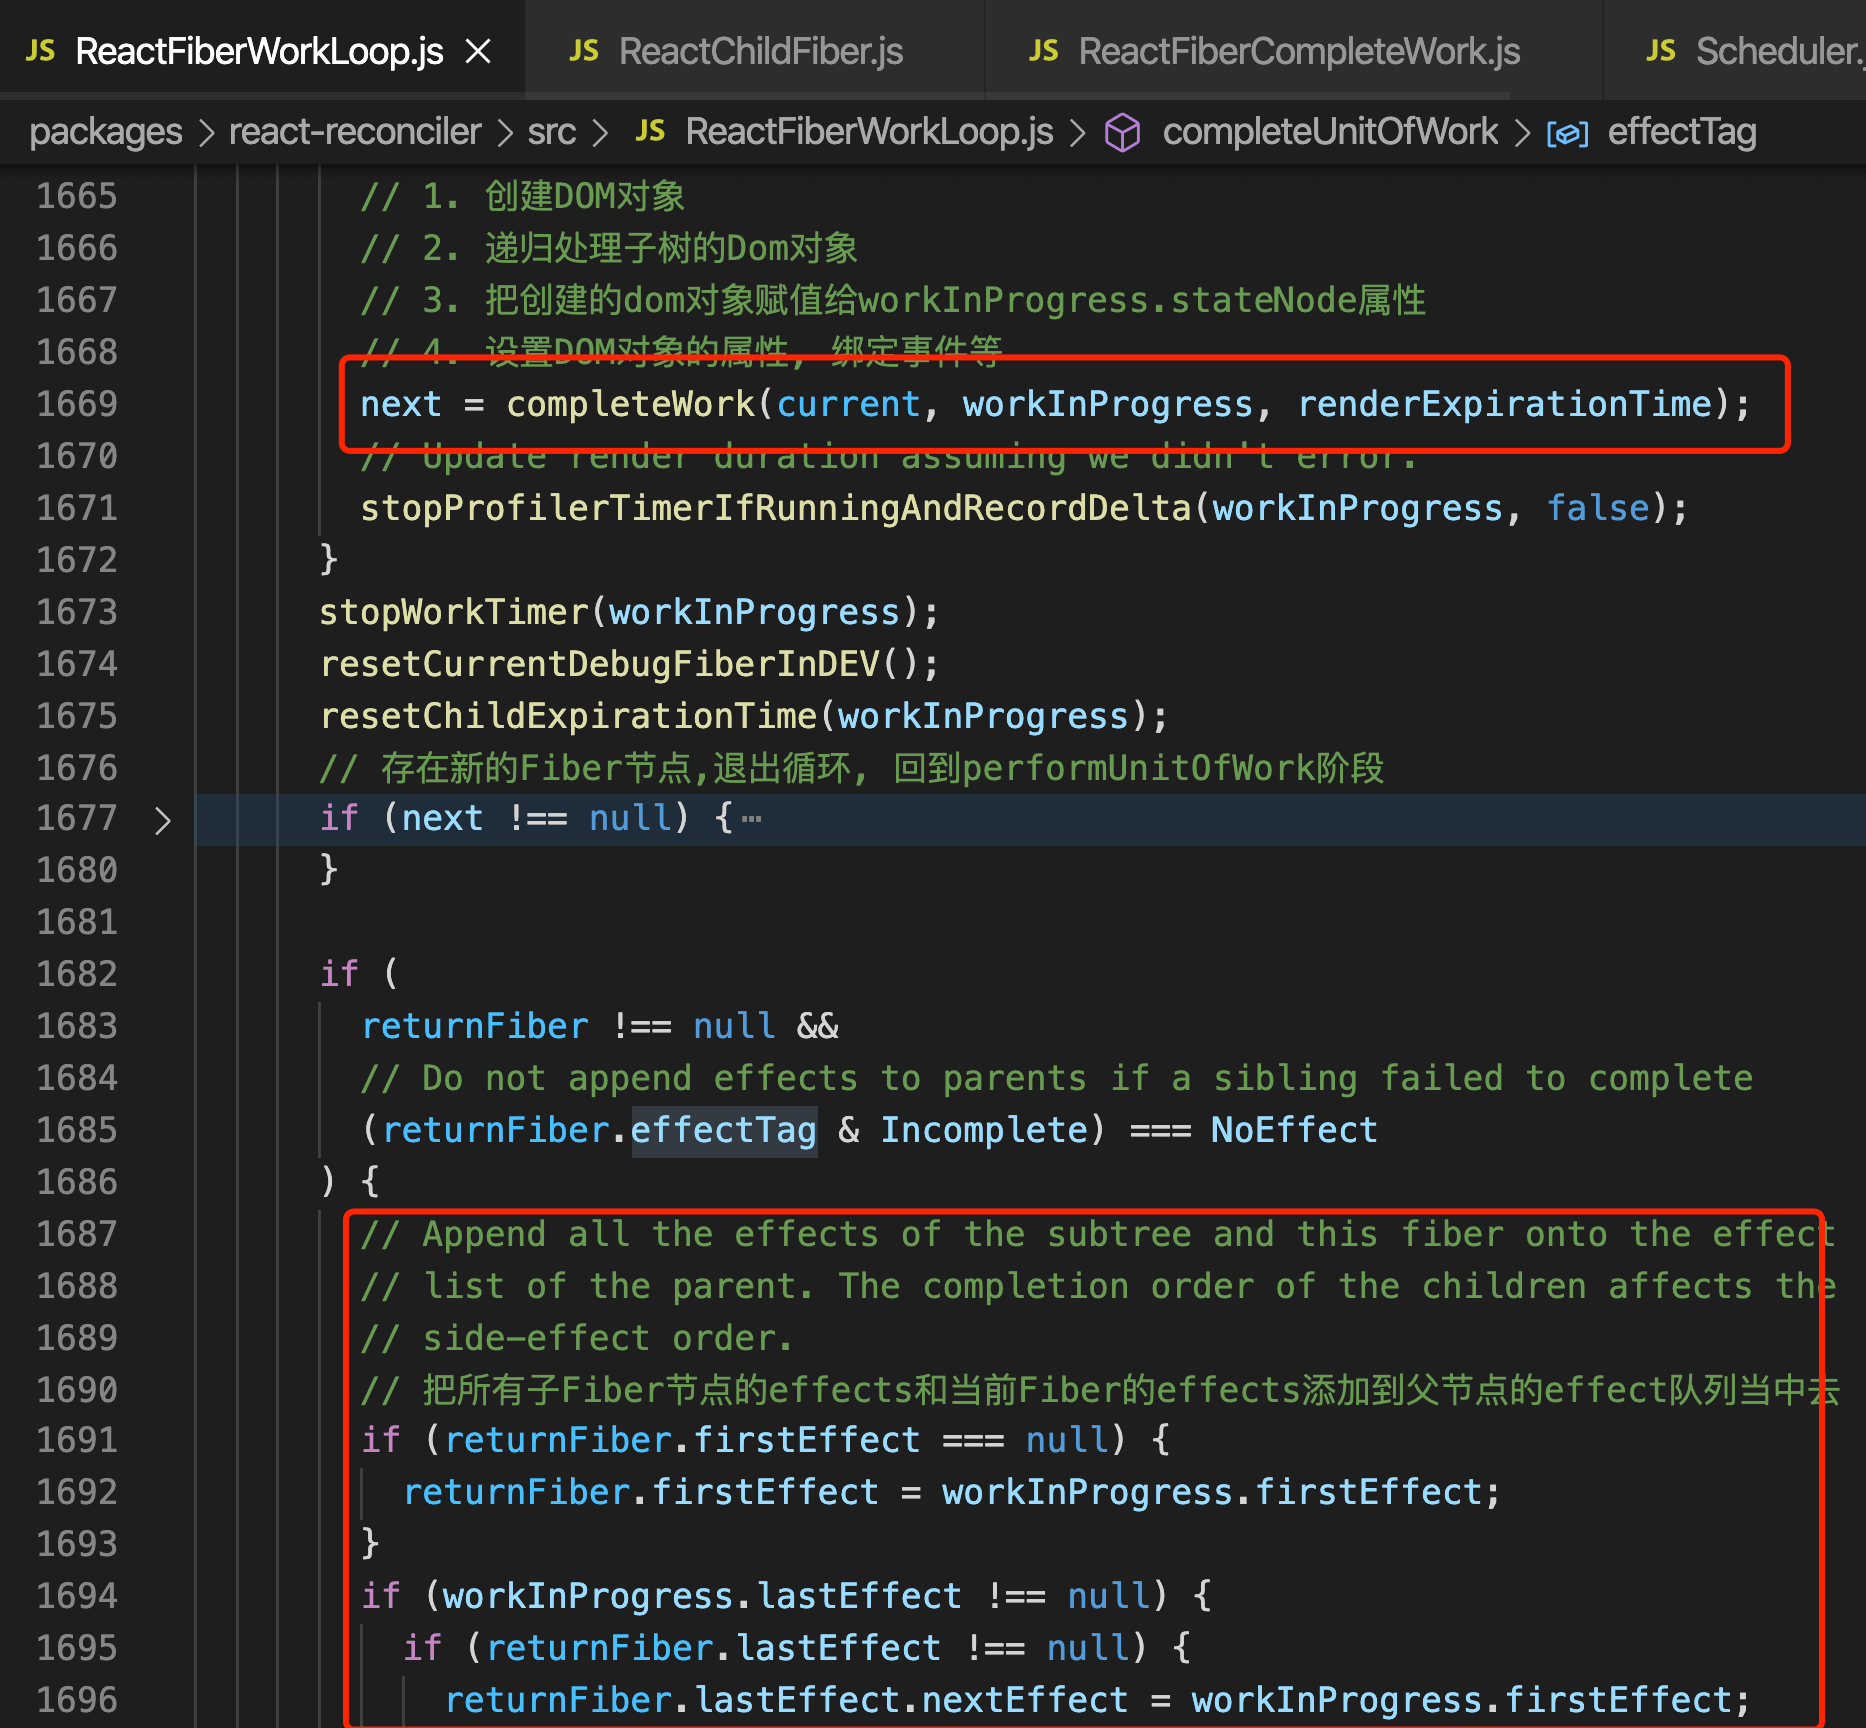 JS ReactFiberWorkLoop.js × JS ReactChildFiber.js JS ReactFiberCompleteWork.js JS Scheduler.j
packages > react-reconciler > src > JS ReactFiberWorkLoop.js > completeUnitOfWork > effectTag
1665 // 1. 创建DOM对象
1666 // 2. 递归处理子树的Dom对象
1667 // 3. 把创建的dom对象赋值给workInProgress.stateNode属性
1668 // 4. 设置DOM对象的属性, 绑定事件等
1669 next = completeWork(current, workInProgress, renderExpirationTime);
1670 // Update render duration assuming we didn't error.
1671 stopProfilerTimerIfRunningAndRecordDelta(workInProgress, false);
1672 }
1673 stopWorkTimer(workInProgress);
1674 resetCurrentDebugFiberInDEV();
1675 resetChildExpirationTime(workInProgress);
1676 // 存在新的Fiber节点,退出循环, 回到performUnitOfWork阶段
1677 > if (next !== null) {⋯
1680 }
1681
1682 if (
1683 returnFiber !== null &&
1684 // Do not append effects to parents if a sibling failed to complete
1685 (returnFiber.effectTag & Incomplete) === NoEffect
1686 ) {
1687 // Append all the effects of the subtree and this fiber onto the effect
1688 // list of the parent. The completion order of the children affects the
1689 // side-effect order.
1690 // 把所有子Fiber节点的effects和当前Fiber的effects添加到父节点的effect队列当中去
1691 if (returnFiber.firstEffect === null) {
1692 returnFiber.firstEffect = workInProgress.firstEffect;
1693 }
1694 if (workInProgress.lastEffect !== null) {
1695 if (returnFiber.lastEffect !== null) {
1696 returnFiber.lastEffect.nextEffect = workInProgress.firstEffect;